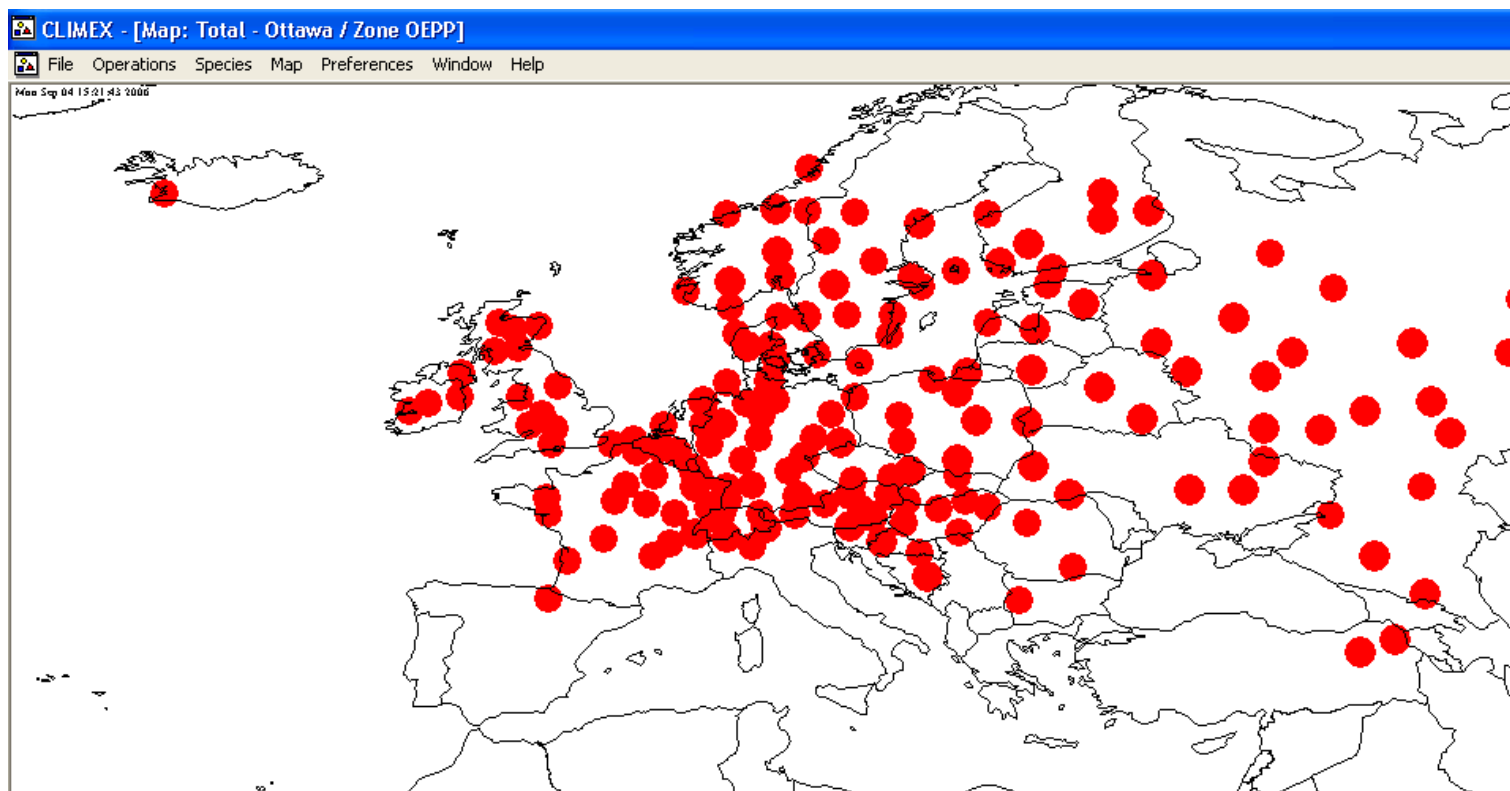 CLIMEX - [Map: Total - Ottawa / Zone OEPP]
File Operations Species Map Preferences Window Help
Mon Sep 04 15:21:43 2006